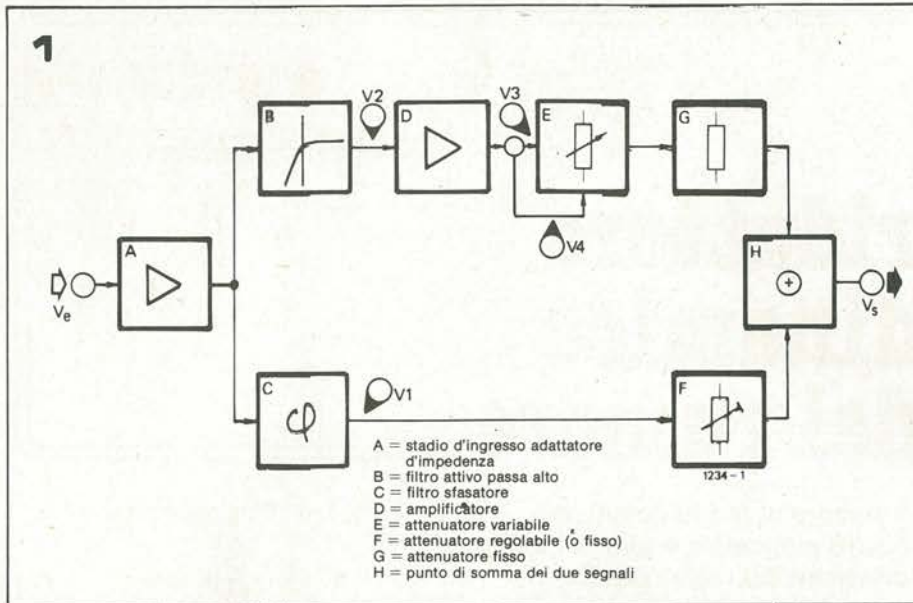 1
B
V2
D
V3
E
G
V4
A
Ve
H
+
Vs
C
φ
V1
F
1234-1
A = stadio d'ingresso adattatore
d'impedenza
B = filtro attivo passa alto
C = filtro sfasatore
D = amplificatore
E = attenuatore variabile
F = attenuatore regolabile (o fisso)
G = attenuatore fisso
H = punto di somma dei due segnali